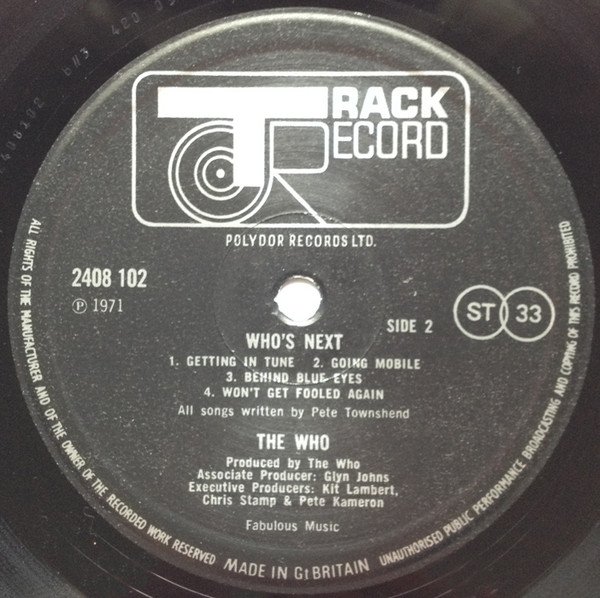 TRACK
RECORD
POLYDOR RECORDS LTD.
2408 102
Ⓟ 1971
SIDE 2
ST 33
WHO'S NEXT
1. GETTING IN TUNE 2. GOING MOBILE
3. BEHIND BLUE EYES
4. WON'T GET FOOLED AGAIN
All songs written by Pete Townshend
THE WHO
Produced by The Who
Associate Producer: Glyn Johns
Executive Producers: Kit Lambert,
Chris Stamp & Pete Kameron
Fabulous Music
ALL RIGHTS OF THE MANUFACTURER AND OF THE OWNER OF THE RECORDED WORK RESERVED
MADE IN Gt BRITAIN
UNAUTHORISED PUBLIC PERFORMANCE BROADCASTING AND COPYING OF THIS RECORD PROHIBITED